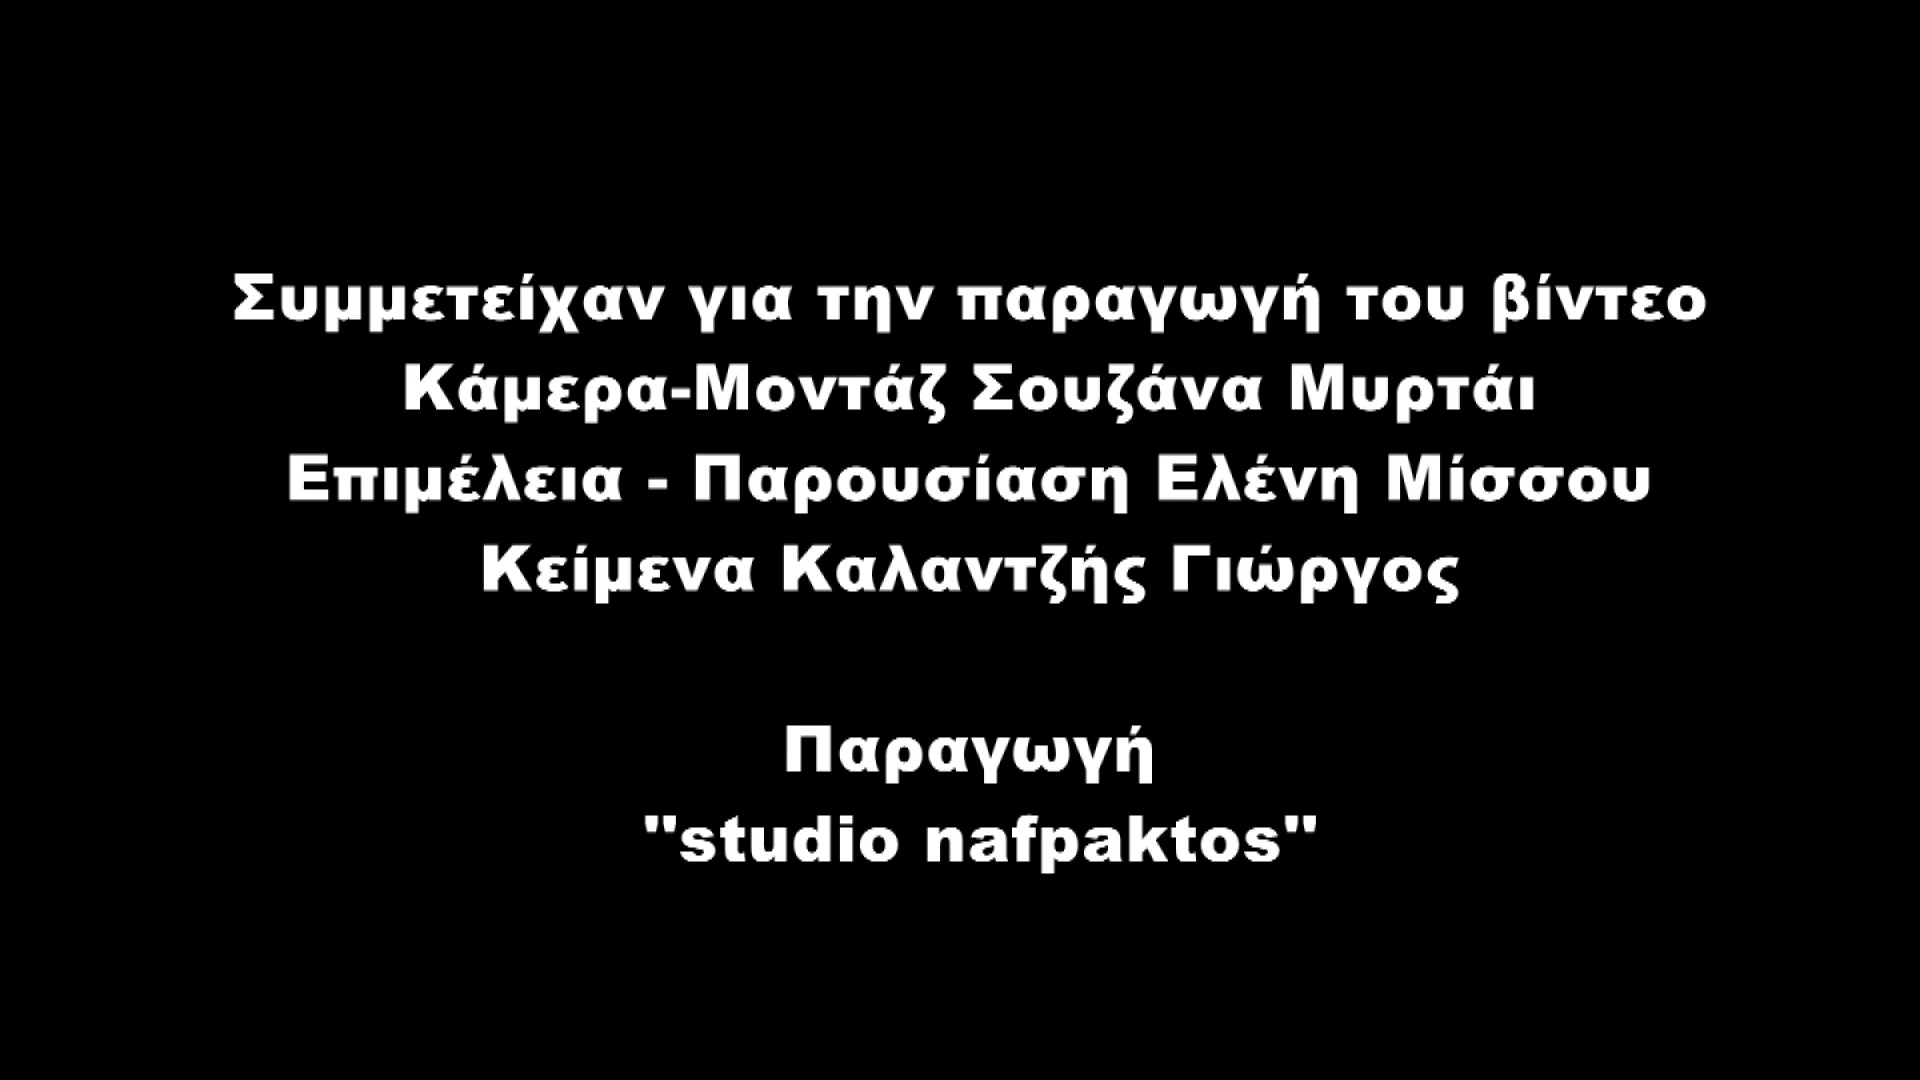 Συμμετείχαν για την παραγωγή του βίντεο
Κάμερα-Μοντάζ Σουζάνα Μυρτάι
Επιμέλεια - Παρουσίαση Ελένη Μίσσου
Κείμενα Καλαντζής Γιώργος
Παραγωγή
"studio nafpaktos"